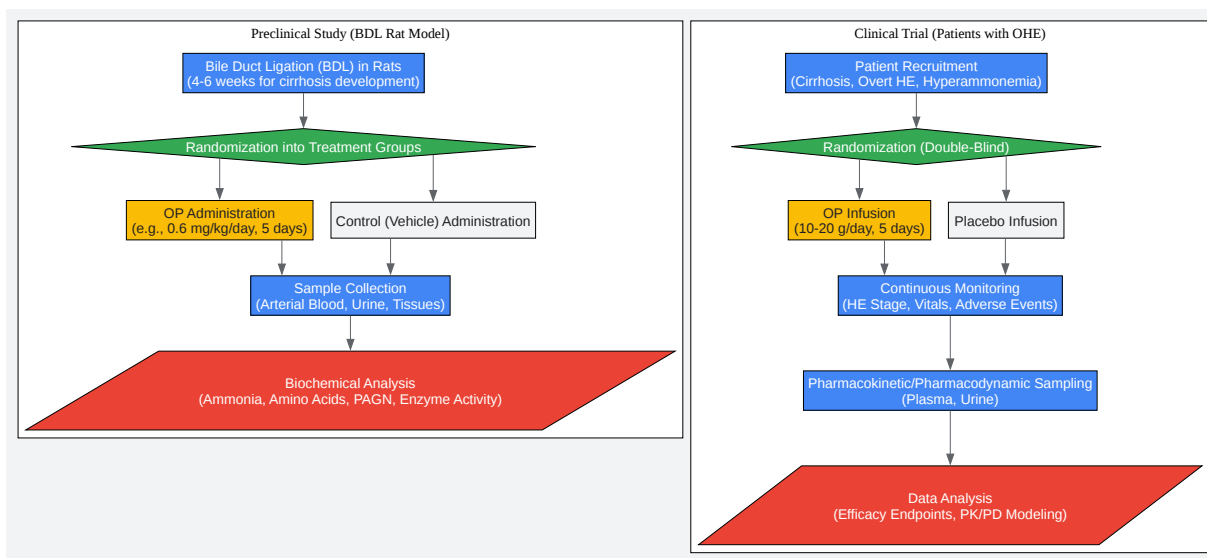 Preclinical Study (BDL Rat Model)
Bile Duct Ligation (BDL) in Rats
(4-6 weeks for cirrhosis development)
Randomization into Treatment Groups
OP Administration
(e.g., 0.6 mg/kg/day, 5 days)
Control (Vehicle) Administration
Sample Collection
(Arterial Blood, Urine, Tissues)
Biochemical Analysis
(Ammonia, Amino Acids, PAGN, Enzyme Activity)
Clinical Trial (Patients with OHE)
Patient Recruitment
(Cirrhosis, Overt HE, Hyperammonemia)
Randomization (Double-Blind)
OP Infusion
(10-20 g/day, 5 days)
Placebo Infusion
Continuous Monitoring
(HE Stage, Vitals, Adverse Events)
Pharmacokinetic/Pharmacodynamic Sampling
(Plasma, Urine)
Data Analysis
(Efficacy Endpoints, PK/PD Modeling)